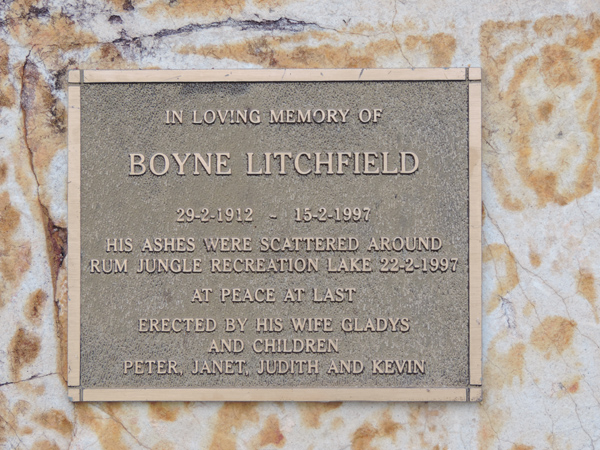 IN LOVING MEMORY OF
BOYNE LITCHFIELD
29-2-1912 - 15-2-1997
HIS ASHES WERE SCATTERED AROUND
RUM JUNGLE RECREATION LAKE 22-2-1997
AT PEACE AT LAST
ERECTED BY HIS WIFE GLADYS
AND CHILDREN
PETER, JANET, JUDITH AND KEVIN